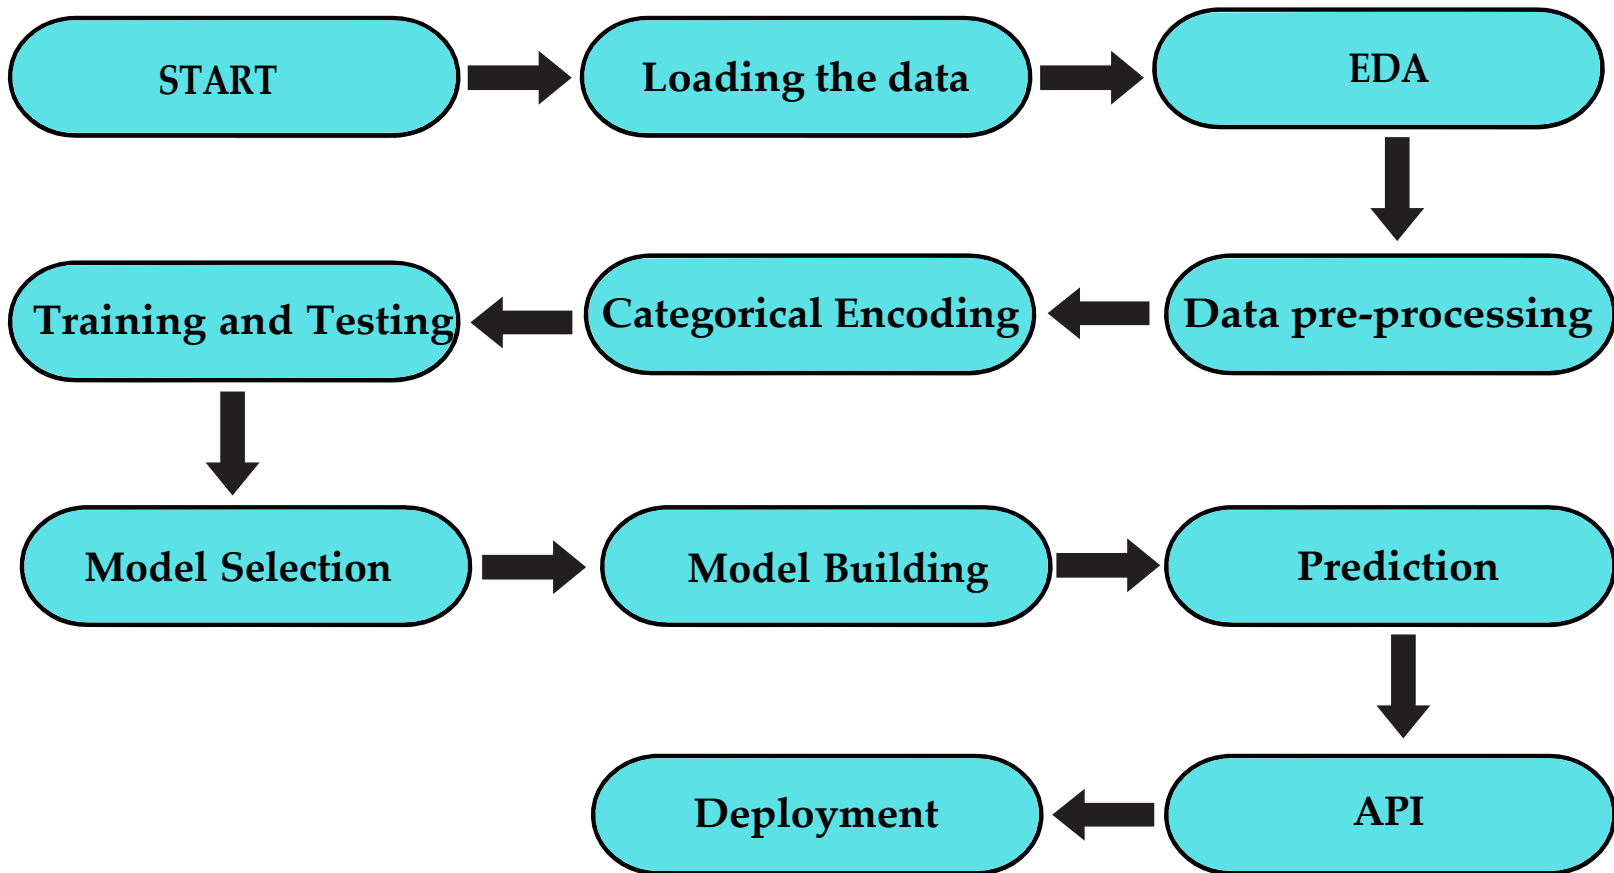 START
Loading the data
EDA
Data pre-processing
Categorical Encoding
Training and Testing
Model Selection
Model Building
Prediction
API
Deployment